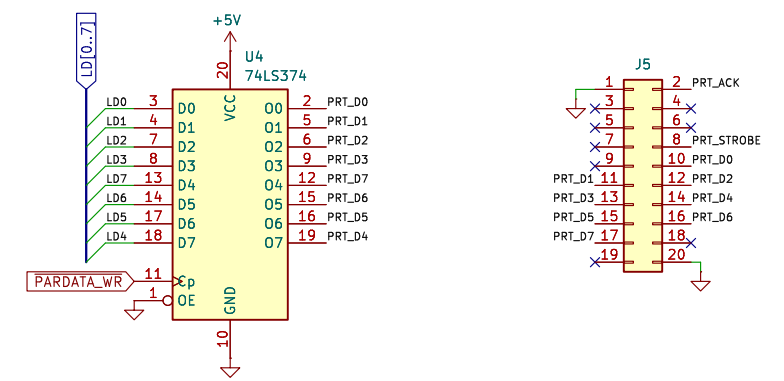 LD[0..7]
+5V
U4
74LS374
20
VCC
LD0 3 D0 O0 2 PRT_D0
LD1 4 D1 O1 5 PRT_D1
LD2 7 D2 O2 6 PRT_D2
LD3 8 D3 O3 9 PRT_D3
LD7 13 D4 O4 12 PRT_D7
LD6 14 D5 O5 15 PRT_D6
LD5 17 D6 O6 16 PRT_D5
LD4 18 D7 O7 19 PRT_D4
PARDATA_WR 11 Cp
1 OE
GND
10
J5
1 2 PRT_ACK
3 4
5 6
7 8 PRT_STROBE
9 10 PRT_D0
PRT_D1 11 12 PRT_D2
PRT_D3 13 14 PRT_D4
PRT_D5 15 16 PRT_D6
PRT_D7 17 18
19 20